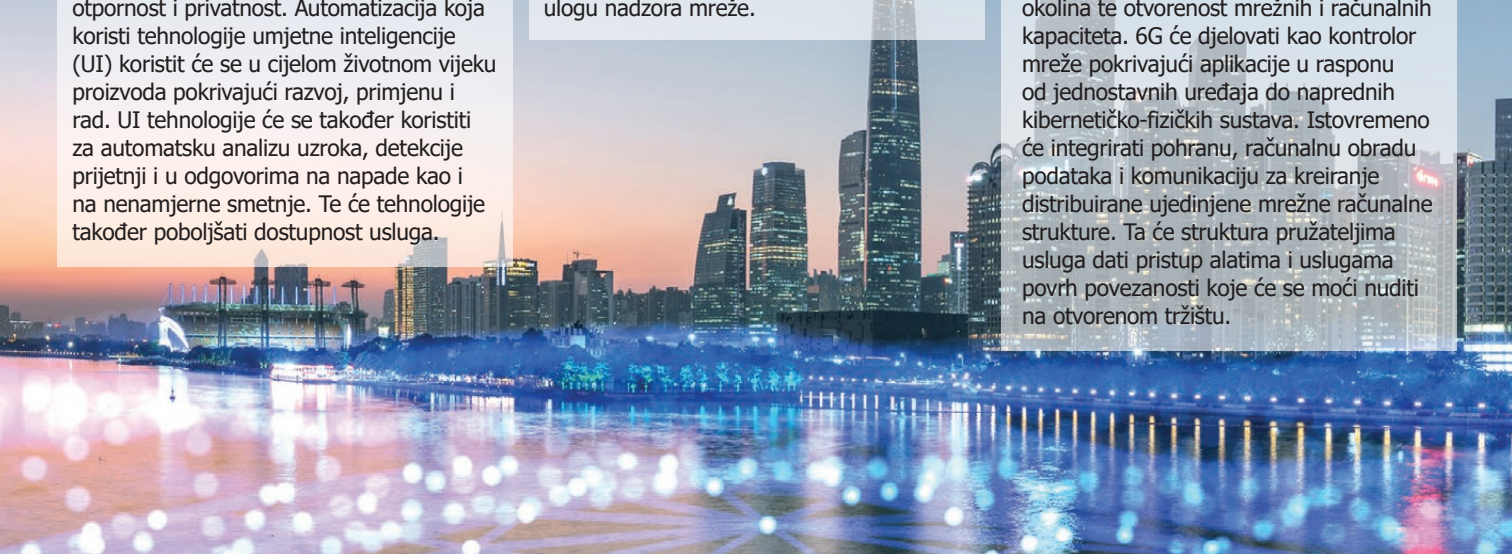 otpornost i privatnost. Automatizacija koja
koristi tehnologije umjetne inteligencije
(UI) koristit će se u cijelom životnom vijeku
proizvoda pokrivajući razvoj, primjenu i
rad. UI tehnologije će se također koristiti
za automatsku analizu uzroka, detekcije
prijetnji i u odgovorima na napade kao i
na nenamjerne smetnje. Te će tehnologije
također poboljšati dostupnost usluga.
ulogu nadzora mreže.
okolina te otvorenost mrežnih i računalnih
kapaciteta. 6G će djelovati kao kontrolor
mreže pokrivajući aplikacije u rasponu
od jednostavnih uređaja do naprednih
kibernetičko-fizičkih sustava. Istovremeno
će integrirati pohranu, računalnu obradu
podataka i komunikaciju za kreiranje
distribuirane ujedinjene mrežne računalne
strukture. Ta će struktura pružateljima
usluga dati pristup alatima i uslugama
povrh povezanosti koje će se moći nuditi
na otvorenom tržištu.